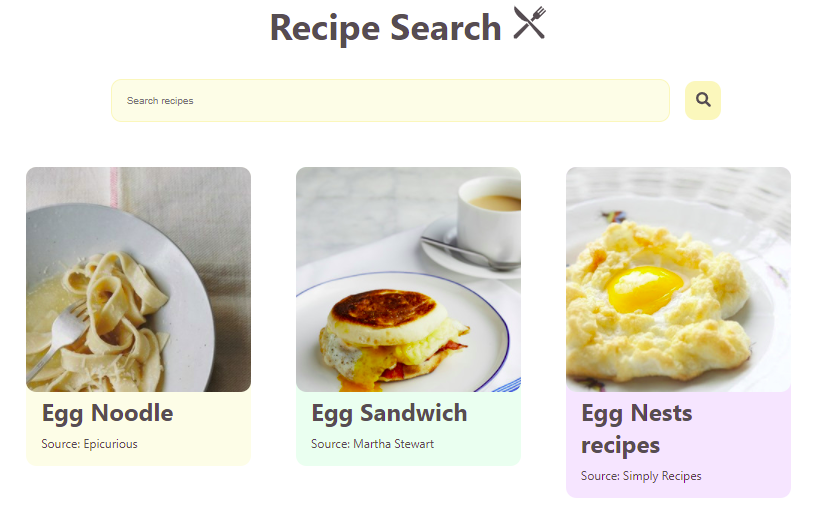 Recipe Search
Search recipes
Egg Noodle
Source: Epicurious
Egg Sandwich
Source: Martha Stewart
Egg Nests
recipes
Source: Simply Recipes